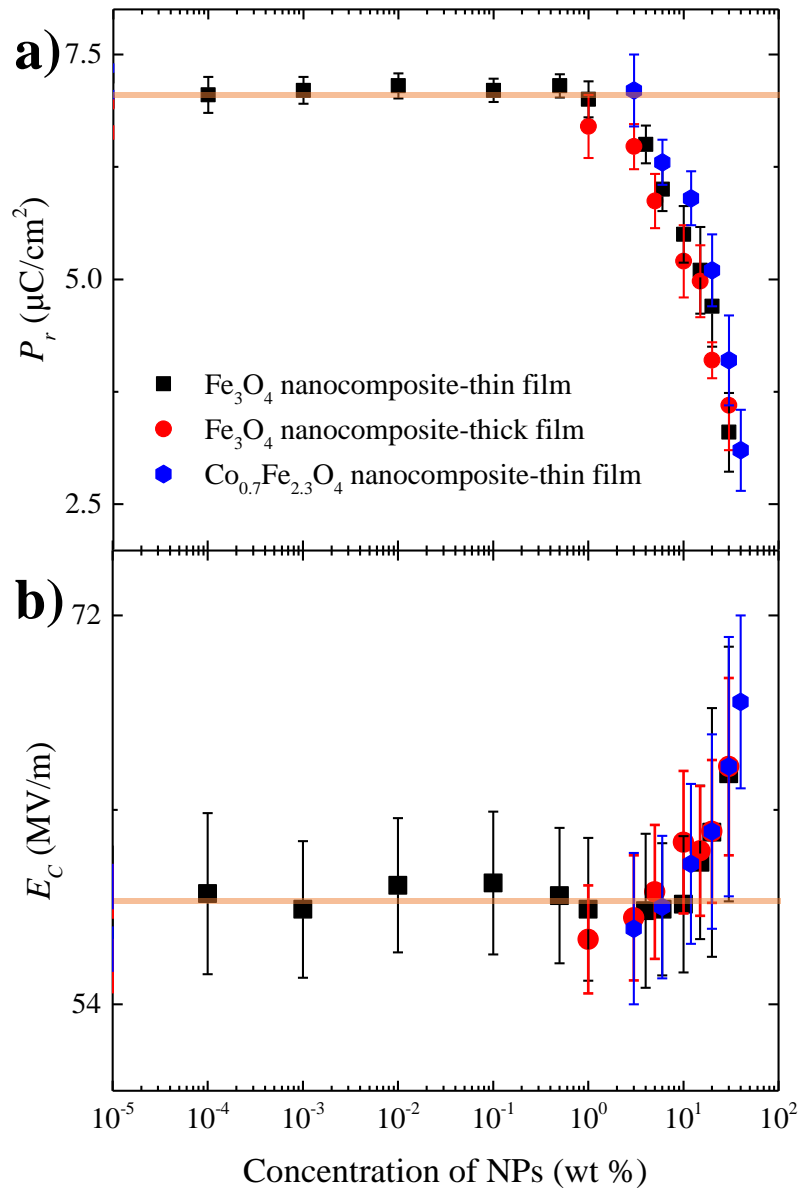 a)
7.5
5.0
2.5
P_r (μC/cm²)
Fe₃O₄ nanocomposite-thin film
Fe₃O₄ nanocomposite-thick film
Co₀.₇Fe₂.₃O₄ nanocomposite-thin film
b)
72
54
E_C (MV/m)
10⁻⁵ 10⁻⁴ 10⁻³ 10⁻² 10⁻¹ 10⁰ 10¹ 10²
Concentration of NPs (wt %)